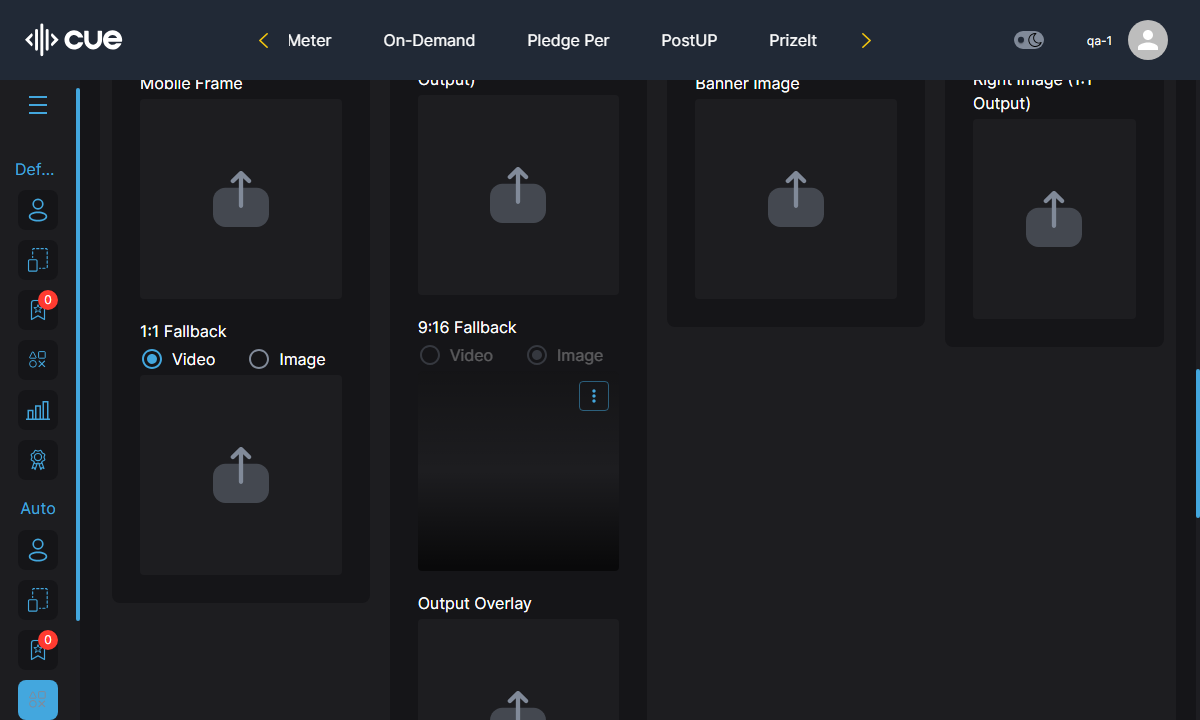 cue
Meter
On-Demand
Pledge Per
PostUP
PrizeIt
qa-1
Def...
0
Auto
0
Mobile Frame
1:1 Fallback
Video
Image
Output)
9:16 Fallback
Video
Image
Output Overlay
Banner Image
Right Image (1:1
Output)